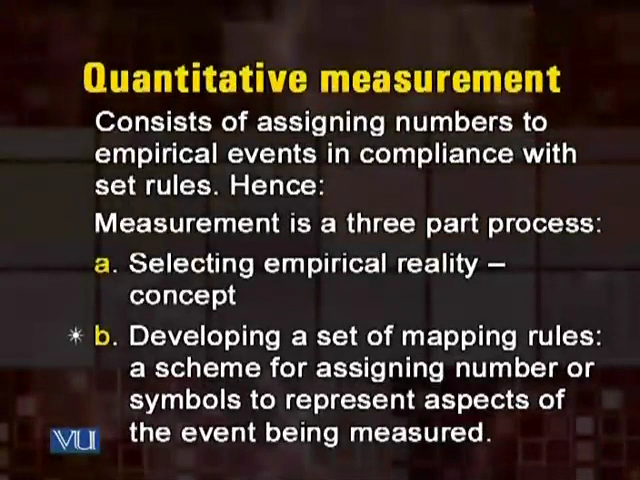 Quantitative measurement
Consists of assigning numbers to
empirical events in compliance with
set rules. Hence:
Measurement is a three part process:
a. Selecting empirical reality –
concept
b. Developing a set of mapping rules:
a scheme for assigning number or
symbols to represent aspects of
the event being measured.
VU